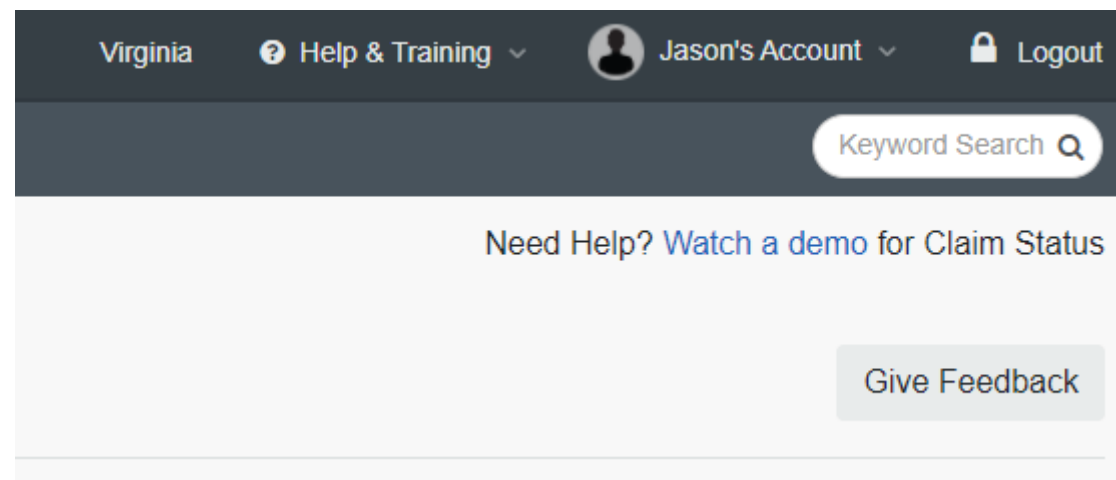 Virginia Help & Training Jason's Account Logout
Keyword Search
Need Help? Watch a demo for Claim Status
Give Feedback